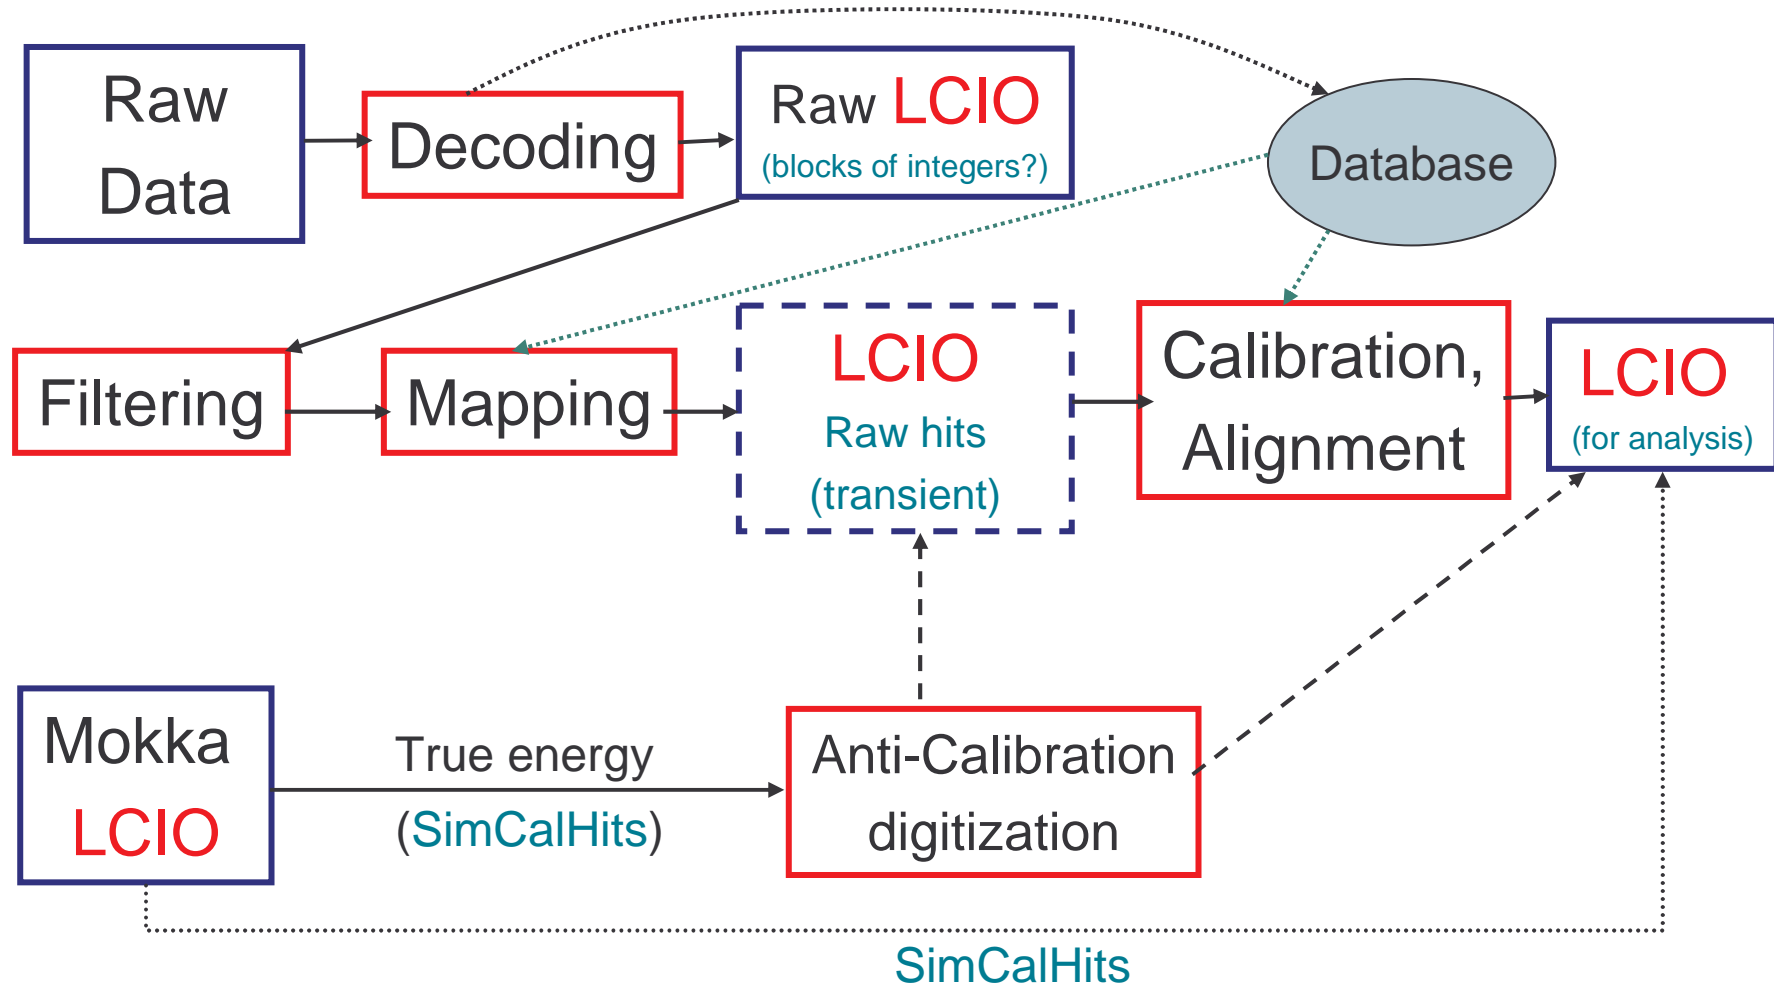 Raw
Data
Decoding
Raw LCIO
(blocks of integers?)
Database
Filtering
Mapping
LCIO
Raw hits
(transient)
Calibration,
Alignment
LCIO
(for analysis)
Mokka
LCIO
True energy
(SimCalHits)
Anti-Calibration
digitization
SimCalHits